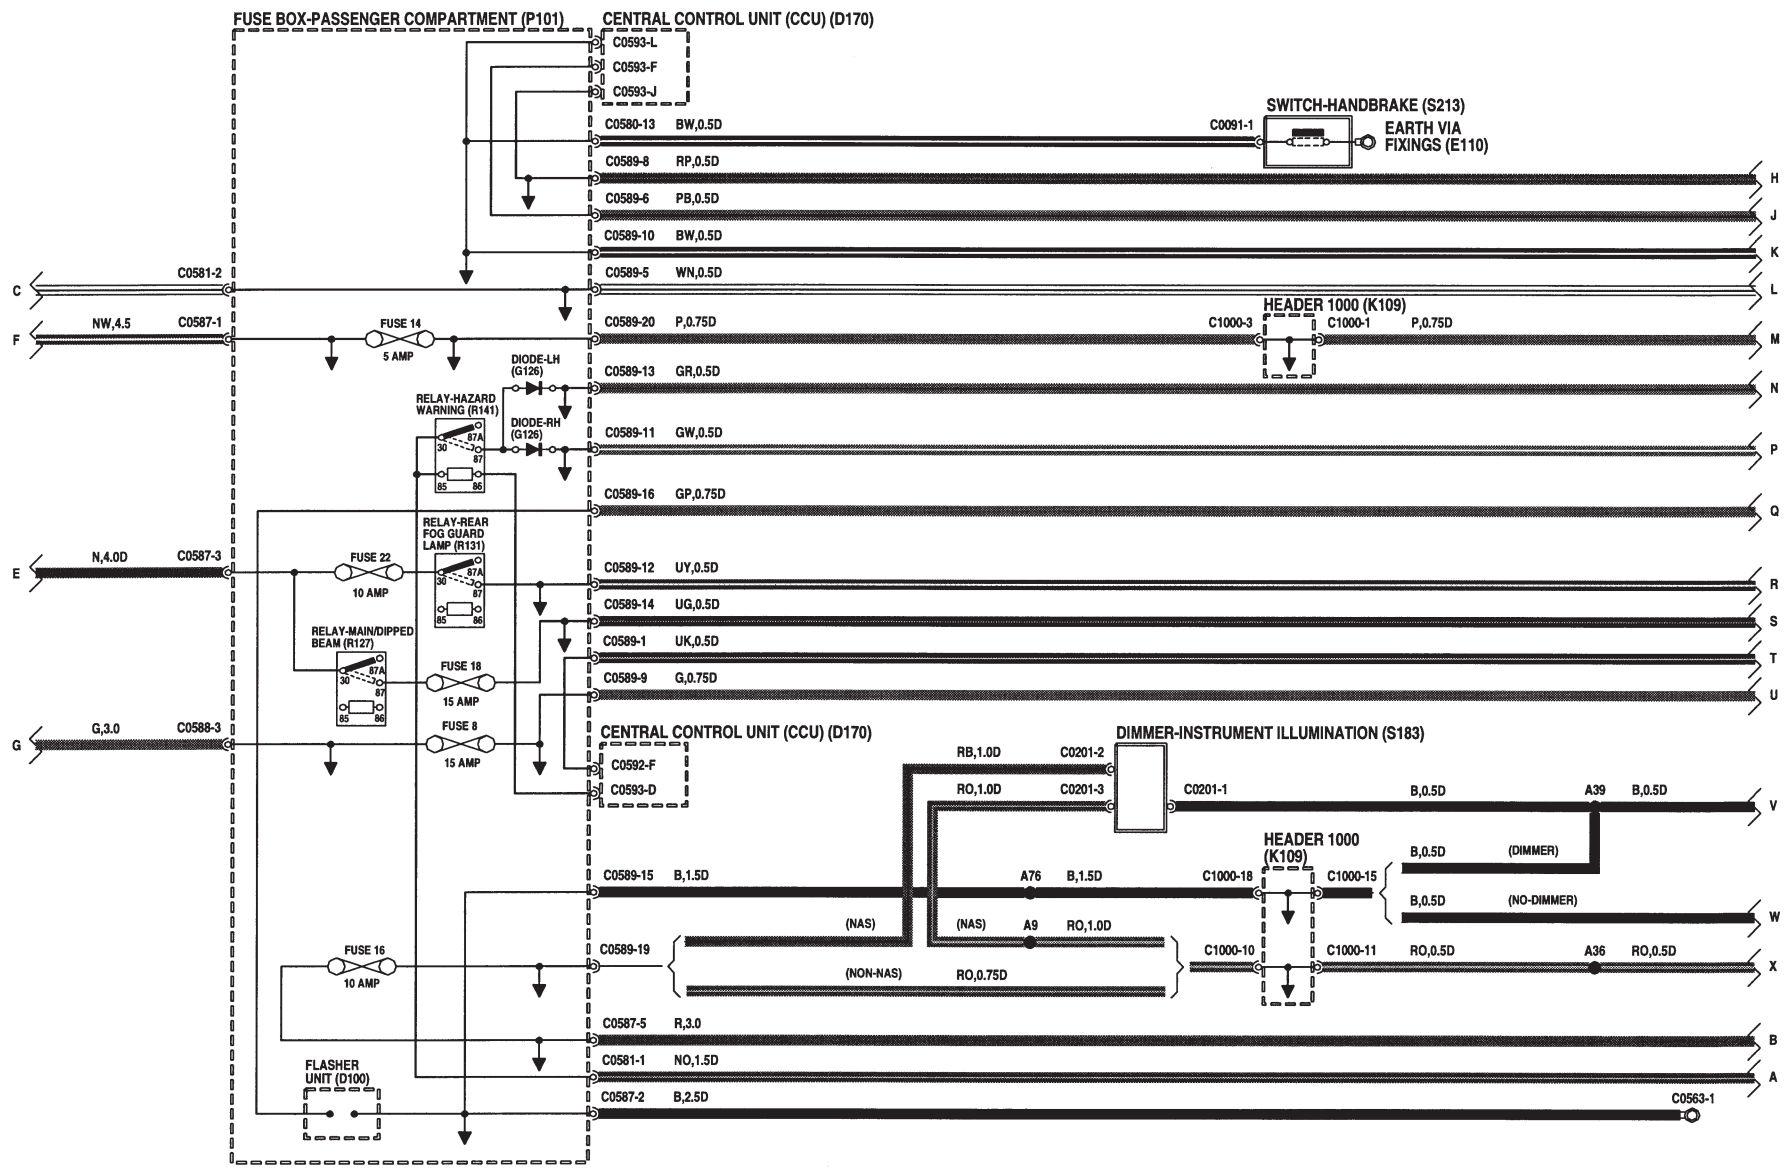 FUSE BOX-PASSENGER COMPARTMENT (P101)
CENTRAL CONTROL UNIT (CCU) (D170)
C0593-L
C0593-F
C0593-J
SWITCH-HANDBRAKE (S213)
C0580-13 BW,0.5D
C0091-1
EARTH VIA
FIXINGS (E110)
C0589-8 RP,0.5D
H
C0589-6 PB,0.5D
J
C0589-10 BW,0.5D
K
C
C0581-2
C0589-5 WN,0.5D
L
HEADER 1000 (K109)
F
NW,4.5
C0587-1
FUSE 14
5 AMP
C0589-20 P,0.75D
C1000-3
C1000-1
P,0.75D
M
DIODE-LH
(G126)
C0589-13 GR,0.5D
N
RELAY-HAZARD
WARNING (R141)
87A
30
87
85
86
DIODE-RH
(G126)
C0589-11 GW,0.5D
P
C0589-16 GP,0.75D
Q
RELAY-REAR
FOG GUARD
LAMP (R131)
87A
30
87
85
86
E
N,4.0D
C0587-3
FUSE 22
10 AMP
C0589-12 UY,0.5D
R
C0589-14 UG,0.5D
S
RELAY-MAIN/DIPPED
BEAM (R127)
87A
30
87
85
86
C0589-1 UK,0.5D
T
FUSE 18
15 AMP
C0589-9 G,0.75D
U
G
G,3.0
C0588-3
FUSE 8
15 AMP
CENTRAL CONTROL UNIT (CCU) (D170)
C0592-F
C0593-D
DIMMER-INSTRUMENT ILLUMINATION (S183)
RB,1.0D
C0201-2
RO,1.0D
C0201-3
C0201-1
B,0.5D
A39
B,0.5D
V
HEADER 1000
(K109)
B,0.5D
(DIMMER)
C0589-15 B,1.5D
A76
B,1.5D
C1000-18
C1000-15
B,0.5D
(NO-DIMMER)
W
(NAS)
(NAS)
A9
RO,1.0D
FUSE 16
10 AMP
C0589-19
C1000-10
C1000-11
RO,0.5D
A36
RO,0.5D
X
(NON-NAS)
RO,0.75D
C0587-5 R,3.0
B
C0581-1 NO,1.5D
A
FLASHER
UNIT (D100)
C0587-2 B,2.5D
C0563-1